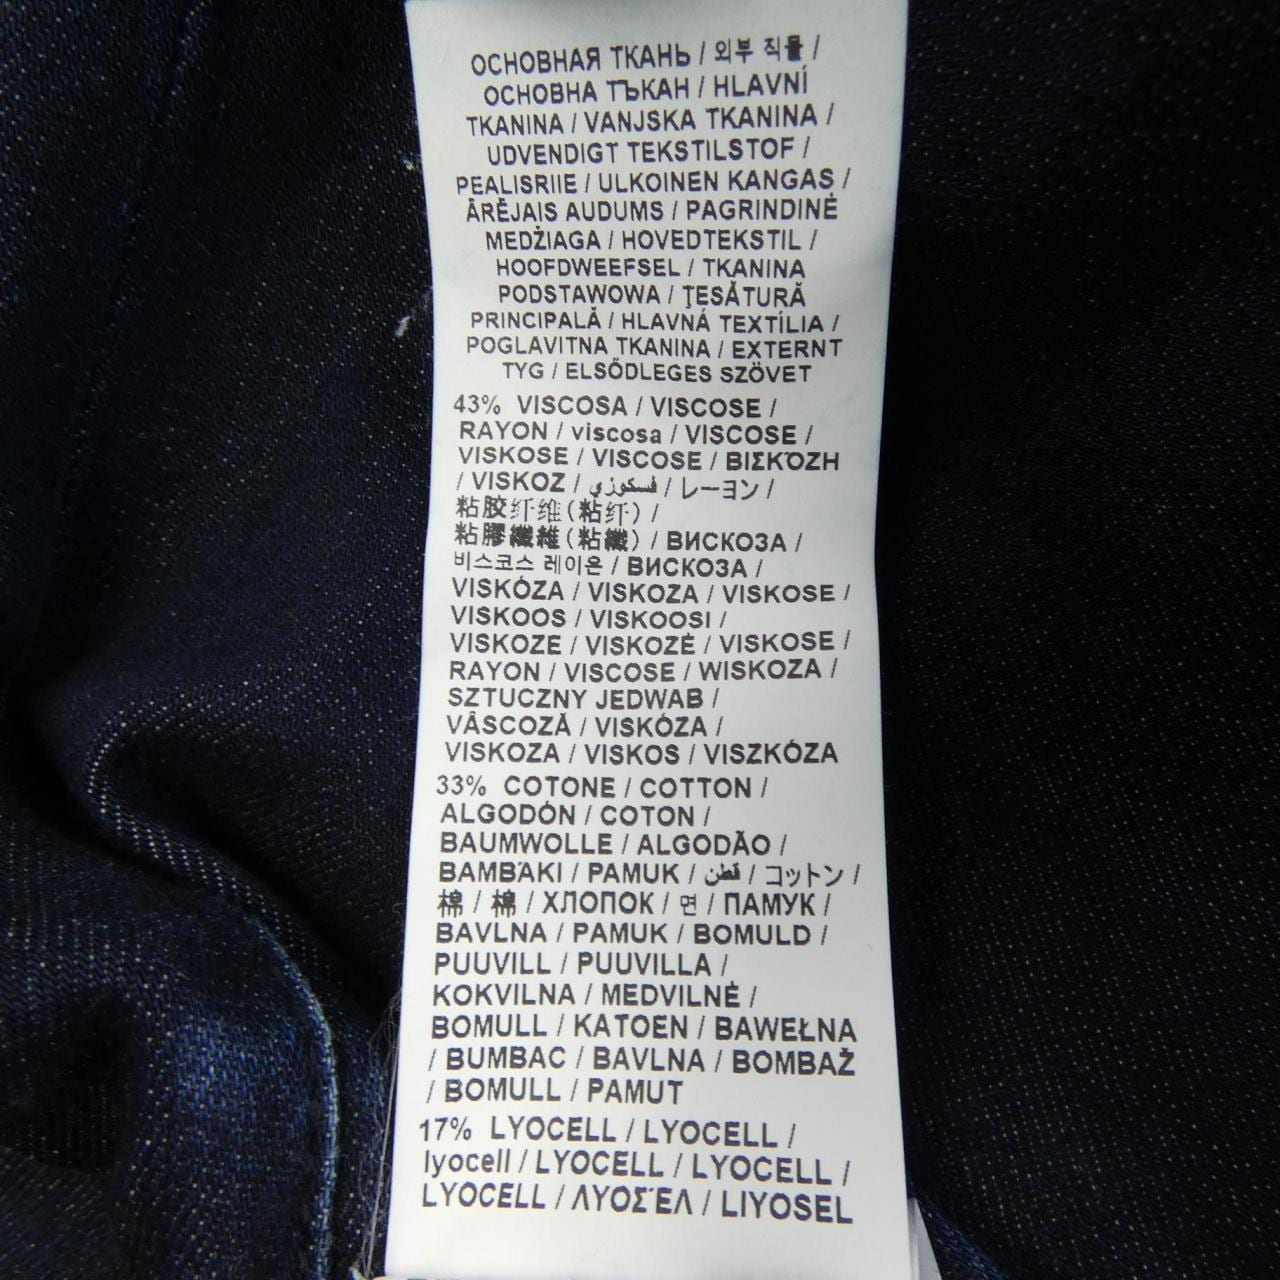 ОСНОВНАЯ ТКАНЬ / 외부 직물 /
ОСНОВНА ТЪКАН / HLAVNÍ
TKANINA / VANJSKA TKANINA /
UDVENDIGT TEKSTILSTOF /
PEALISRIIE / ULKOINEN KANGAS /
ĀRĒJAIS AUDUMS / PAGRINDINĖ
MEDŽIAGA / HOVEDTEKSTIL /
HOOFDWEEFSEL / TKANINA
PODSTAWOWA / ŢESĂTURĂ
PRINCIPALĂ / HLAVNÁ TEXTÍLIA /
POGLAVITNA TKANINA / EXTERNT
TYG / ELSŐDLEGES SZÖVET
43% VISCOSA / VISCOSE /
RAYON / viscosa / VISCOSE /
VISKOSE / VISCOSE / ΒΙΣΚΌΖΗ
/ VISKOZ / فسكوزي / レーヨン /
粘胶纤维(粘纤) /
粘膠纖維(粘纖) / ВИСКОЗА /
비스코스 레이온 / ВИСКОЗА /
VISKÓZA / VISKOZA / VISKOSE /
VISKOOS / VISKOOSI /
VISKOZE / VISKOZĖ / VISKOSE /
RAYON / VISCOSE / WISKOZA /
SZTUCZNY JEDWAB /
VÂSCOZĂ / VISKÓZA /
VISKOZA / VISKOS / VISZKÓZA
33% COTONE / COTTON /
ALGODÓN / COTON /
BAUMWOLLE / ALGODÃO /
ΒΑΜΒΆΚΙ / PAMUK / قطن / コットン /
棉 / 棉 / ХЛОПОК / 면 / ПАМУК /
BAVLNA / PAMUK / BOMULD /
PUUVILL / PUUVILLA /
KOKVILNA / MEDVILNĖ /
BOMULL / KATOEN / BAWEŁNA
/ BUMBAC / BAVLNA / BOMBAŽ
/ BOMULL / PAMUT
17% LYOCELL / LYOCELL /
lyocell / LYOCELL / LYOCELL /
LYOCELL / ΛΥΟΣΈΛ / LIYOSEL